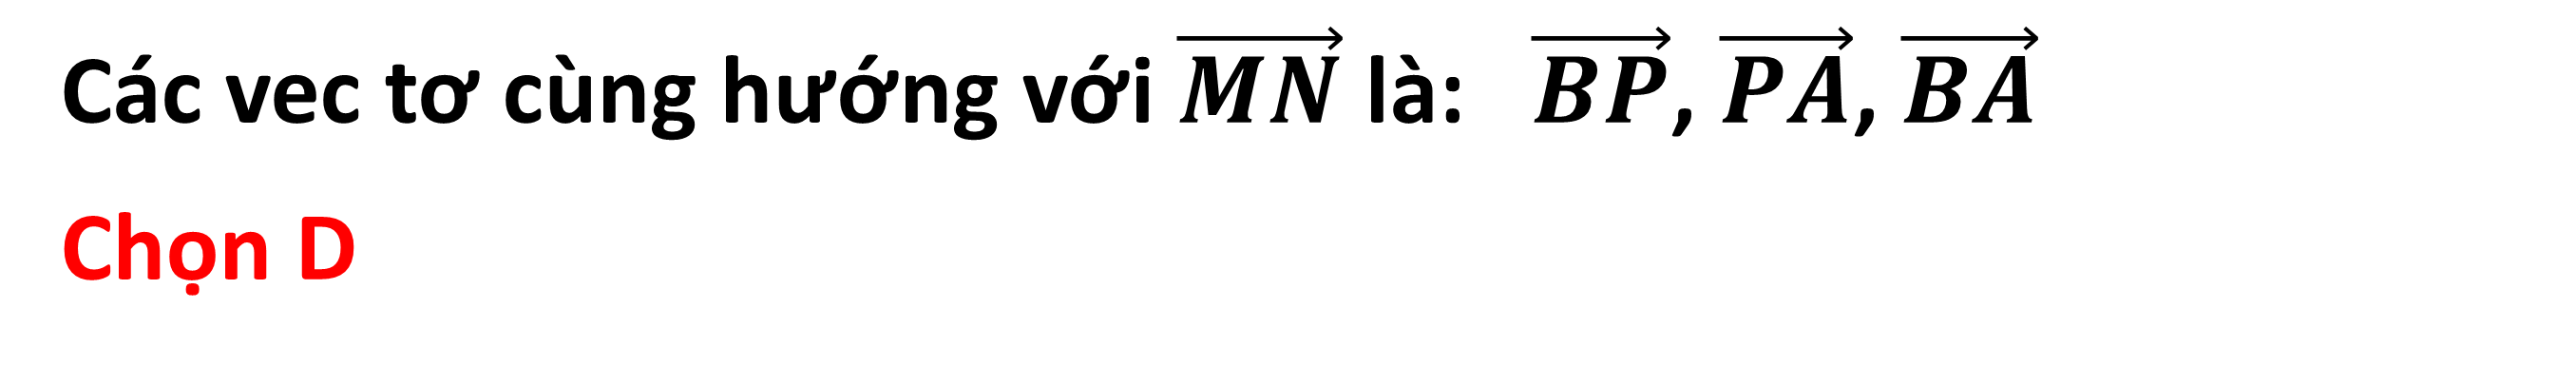 Các vec tơ cùng hướng với $\overrightarrow{MN}$ là: $\overrightarrow{BP}$, $\overrightarrow{PA}$, $\overrightarrow{BA}$
Chọn D